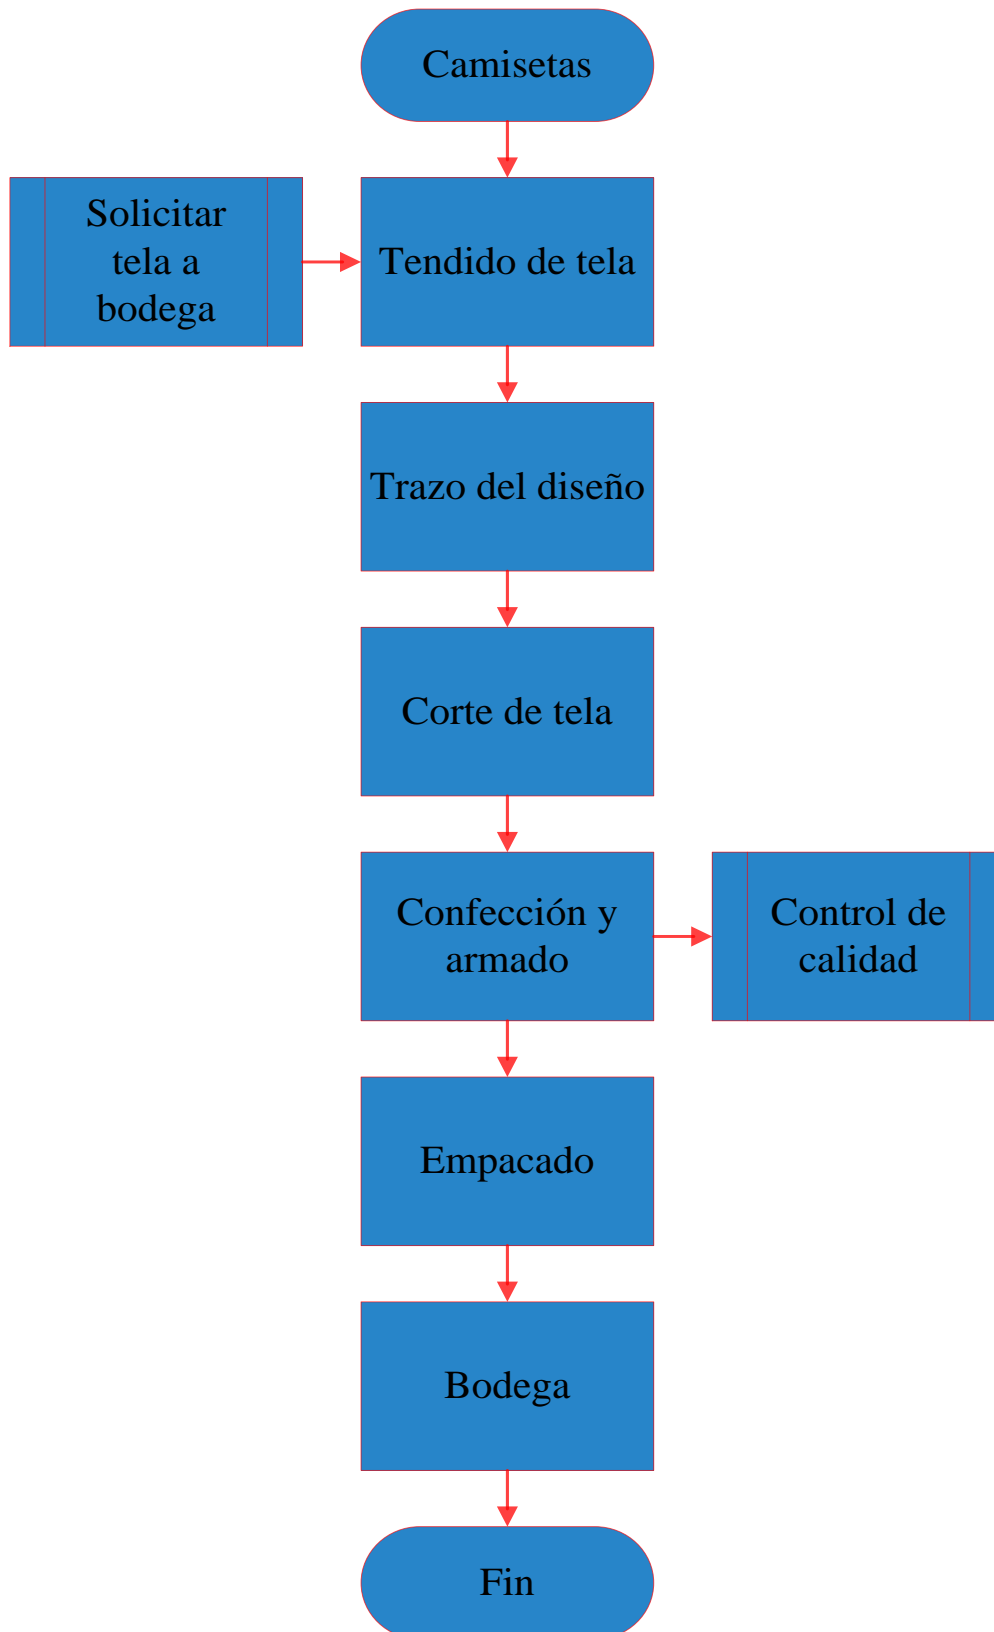 Camisetas
Solicitar
tela a
bodega
Tendido de tela
Trazo del diseño
Corte de tela
Confección y
armado
Control de
calidad
Empacado
Bodega
Fin